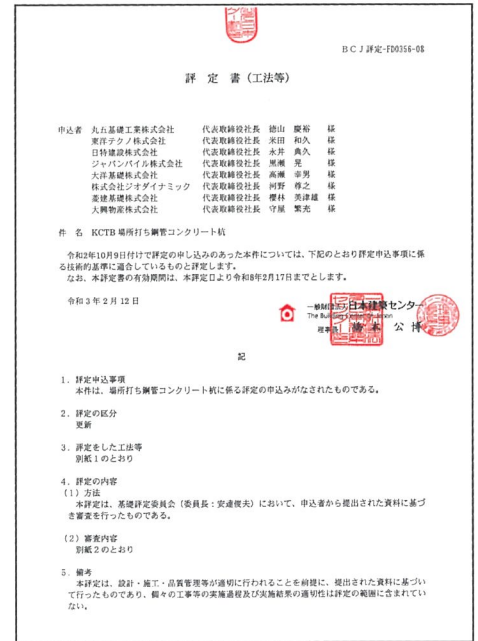 BCJ評定-FD0356-08
評 定 書（工法等）
申込者 丸五基礎工業株式会社 代表取締役社長 徳山 慶裕 様
東洋テクノ株式会社 代表取締役社長 米田 和久 様
日特建設株式会社 代表取締役社長 永井 典久 様
ジャパンパイル株式会社 代表取締役社長 黒瀬 晃 様
大洋基礎株式会社 代表取締役社長 高瀬 幸男 様
株式会社ジオダイナミック 代表取締役社長 河野 尊之 様
菱建基礎株式会社 代表取締役社長 櫻林 美津雄 様
大興物産株式会社 代表取締役社長 守屋 繁充 様
件 名 KCTB 場所打ち鋼管コンクリート杭
令和2年10月9日付けで評定の申し込みのあった本件については、下記のとおり評定申込事項に係
る技術的基準に適合しているものと評定します。
なお、本評定書の有効期間は、本評定日より令和8年2月17日までとします。
令和3年2月12日
一般財団法人 日本建築センター
The Building Center of Japan
理事長 橋本 公博
記
1．評定申込事項
本件は、場所打ち鋼管コンクリート杭に係る評定の申込みがなされたものである。
2．評定の区分
更新
3．評定をした工法等
別紙1のとおり
4．評定の内容
（1）方法
本評定は、基礎評定委員会（委員長：安達俊夫）において、申込者から提出された資料に基づ
き審査を行ったものである。
（2）審査内容
別紙2のとおり
5．備考
本評定は、設計・施工・品質管理等が適切に行われることを前提に、提出された資料に基づい
て行ったものであり、個々の工事等の実施過程及び実施結果の適切性は評定の範囲に含まれてい
ない。